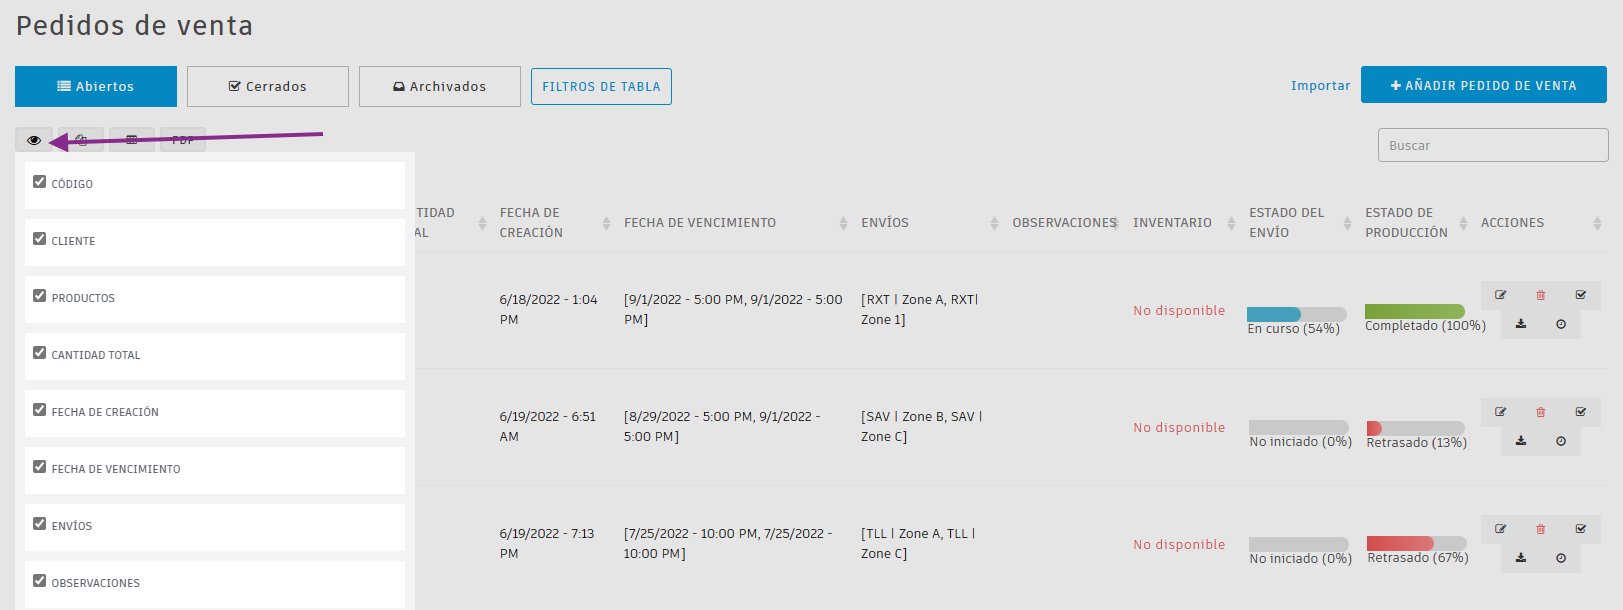 Pedidos de venta
Abiertos
Cerrados
Archivados
FILTROS DE TABLA
Importar
AÑADIR PEDIDO DE VENTA
PDF
Buscar
CÓDIGO
CLIENTE
PRODUCTOS
CANTIDAD TOTAL
FECHA DE CREACIÓN
FECHA DE VENCIMIENTO
ENVÍOS
OBSERVACIONES
TIDAD
AL
FECHA DE
CREACIÓN
FECHA DE VENCIMIENTO
ENVÍOS
OBSERVACIONES
INVENTARIO
ESTADO DEL
ENVÍO
ESTADO DE
PRODUCCIÓN
ACCIONES
6/18/2022 - 1:04
PM
[9/1/2022 - 5:00 PM, 9/1/2022 - 5:00
PM]
[RXT | Zone A, RXT|
Zone 1]
No disponible
En curso (54%)
Completado (100%)
6/19/2022 - 6:51
AM
[8/29/2022 - 5:00 PM, 9/1/2022 -
5:00 PM]
[SAV | Zone B, SAV |
Zone C]
No disponible
No iniciado (0%)
Retrasado (13%)
6/19/2022 - 7:13
PM
[7/25/2022 - 10:00 PM, 7/25/2022 -
10:00 PM]
[TLL | Zone A, TLL |
Zone C]
No disponible
No iniciado (0%)
Retrasado (67%)